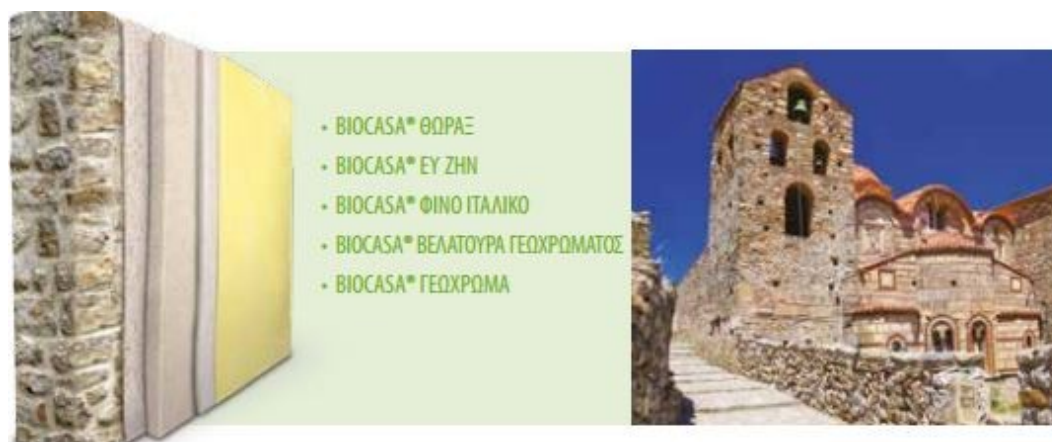 • BIOCASA® ΘΩΡΑΞ
• BIOCASA® ΕΥ ΖΗΝ
• BIOCASA® ΦΙΝΟ ΙΤΑΛΙΚΟ
• BIOCASA® ΒΕΛΑΤΟΥΡΑ ΓΕΩΧΡΩΜΑΤΟΣ
• BIOCASA® ΓΕΩΧΡΩΜΑ